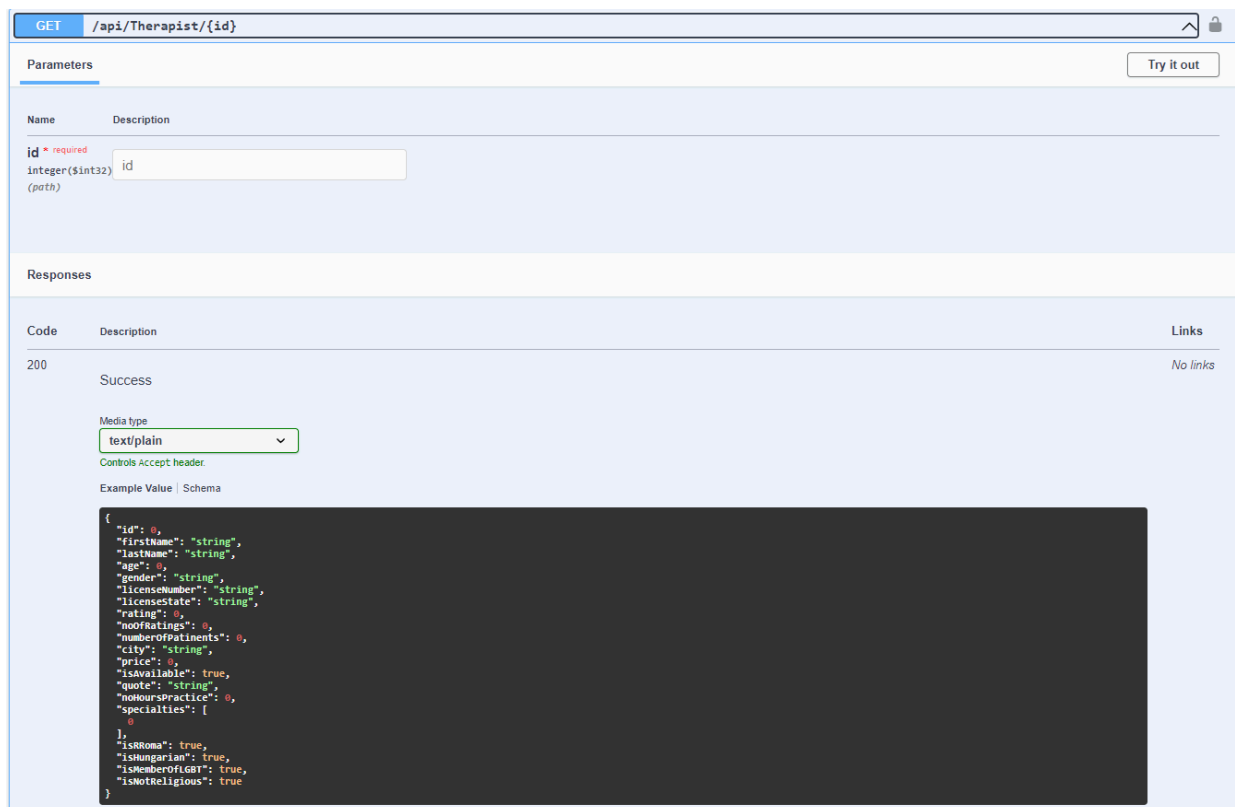 GET /api/Therapist/{id}
Parameters Try it out
Name Description
id * required
integer($int32) id
(path)
Responses
Code Description Links
200 No links
Success
Media type
text/plain
Controls Accept header.
Example Value | Schema
{
"id": 0,
"firstName": "string",
"lastName": "string",
"age": 0,
"gender": "string",
"licenseNumber": "string",
"licenseState": "string",
"rating": 0,
"noOfRatings": 0,
"numberOfPatinents": 0,
"city": "string",
"price": 0,
"isAvailable": true,
"quote": "string",
"noHoursPractice": 0,
"specialties": [
0
],
"isRRoma": true,
"isHungarian": true,
"isMemberOfLGBT": true,
"isNotReligious": true
}